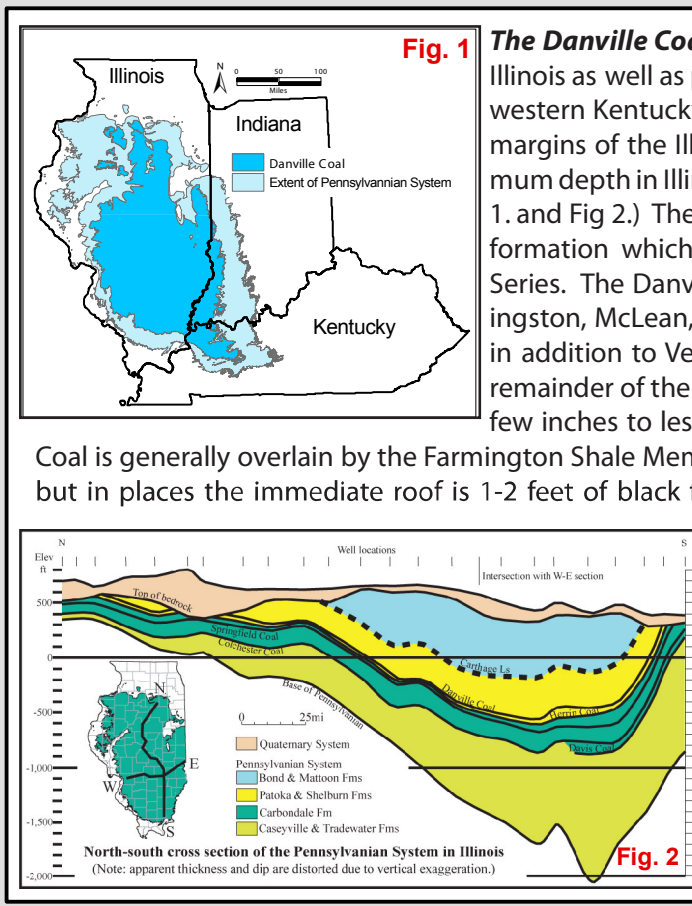 Fig. 1
Illinois
N
0 50 100
Miles
Indiana
Danville Coal
Extent of Pennsylvannian System
Kentucky
The Danville Coa
Illinois as well as
western Kentuck
margins of the Ill
mum depth in Illin
1. and Fig 2.) The
formation which
Series. The Danv
ingston, McLean,
in addition to Ve
remainder of the
few inches to les
Coal is generally overlain by the Farmington Shale Mem
but in places the immediate roof is 1-2 feet of black f
N
S
Elev
ft
Well locations
Intersection with W-E section
500
0
-500
-1,000
-1,500
-2,000
Top of bedrock
Springfield Coal
Colchester Coal
Base of Pennsylvanian
Carthage Ls
Danville Coal
Herrin Coal
Davis Coal
N
E
W
S
0 25mi
Quaternary System
Pennsylvanian System
Bond & Mattoon Fms
Patoka & Shelburn Fms
Carbondale Fm
Caseyville & Tradewater Fms
North-south cross section of the Pennsylvanian System in Illinois
(Note: apparent thickness and dip are distorted due to vertical exaggeration.)
Fig. 2